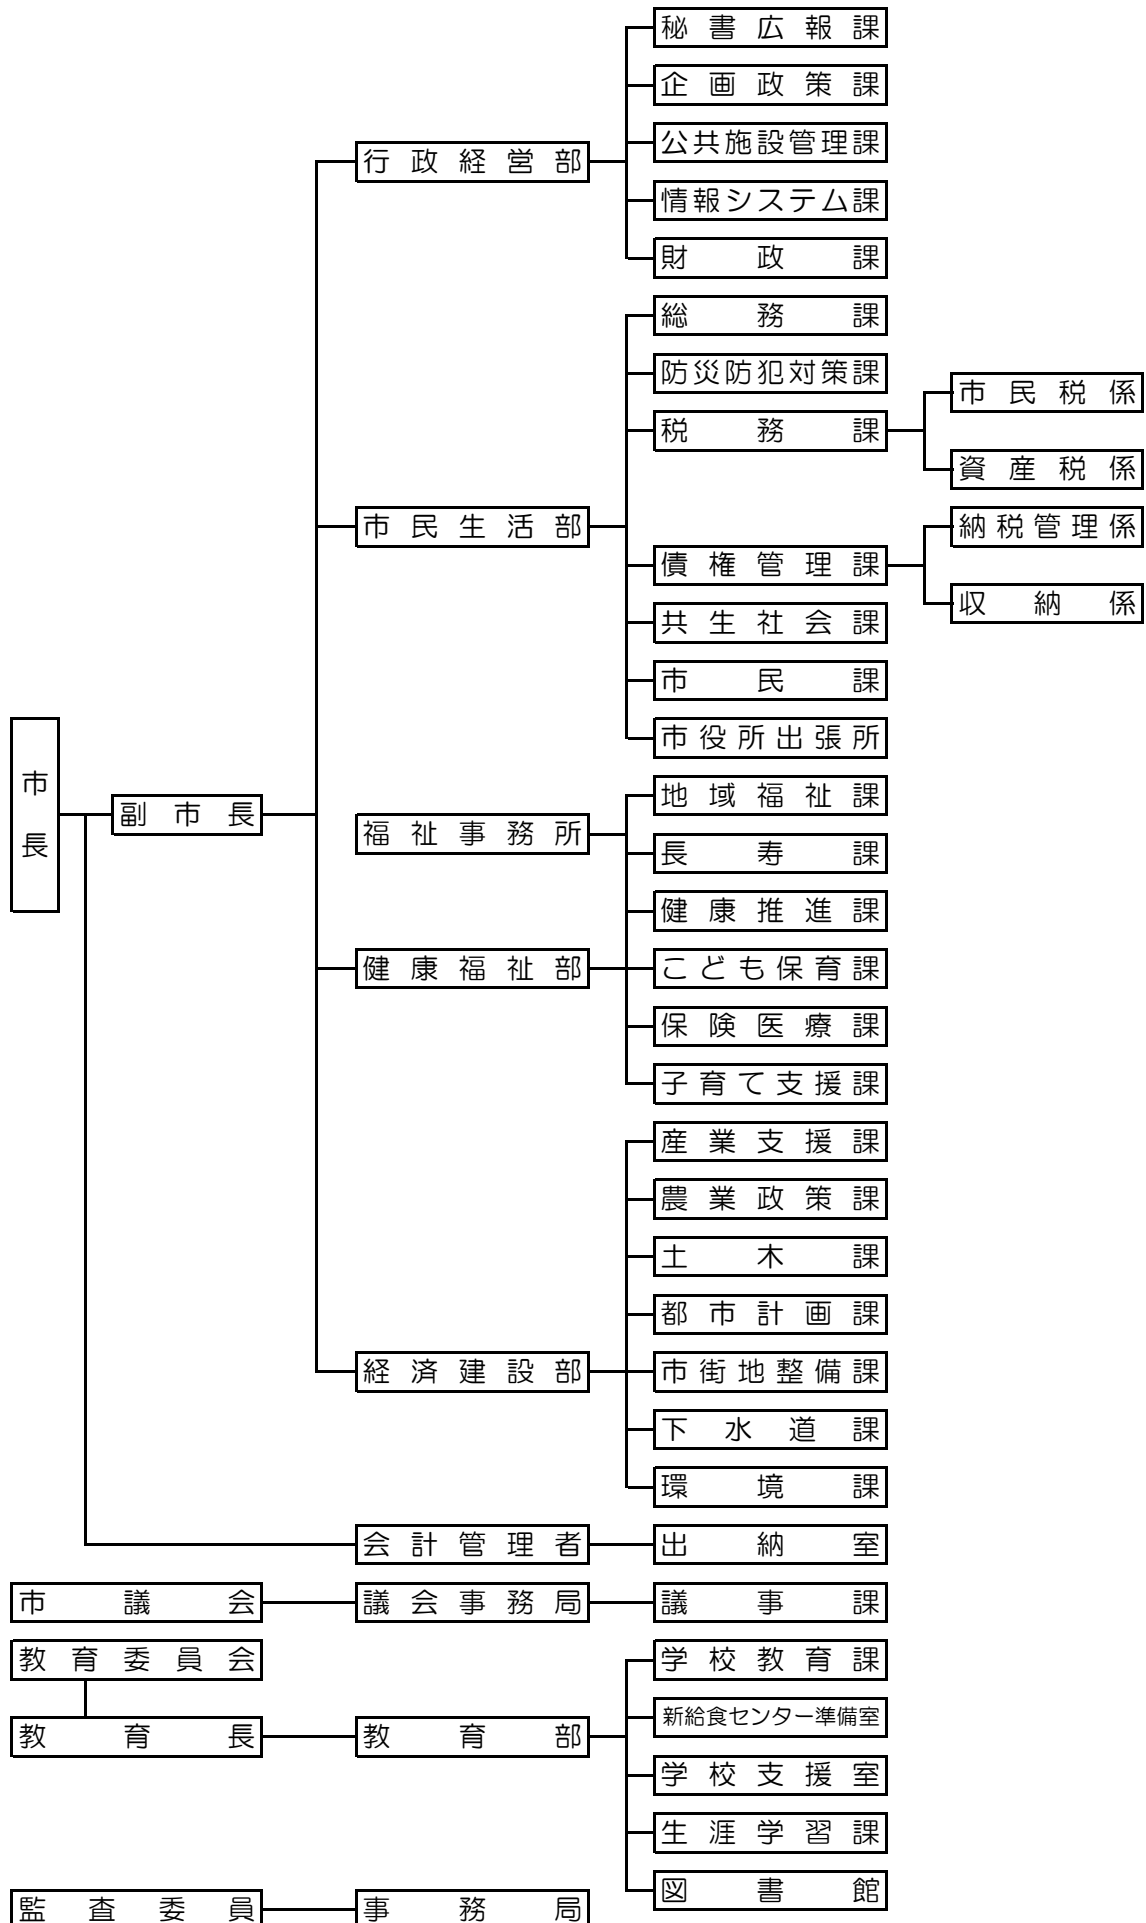 秘書広報課
企画政策課
公共施設管理課
行政経営部
情報システム課
財政課
総務課
防災防犯対策課
市民税係
税務課
資産税係
市民生活部
納税管理係
債権管理課
収納係
共生社会課
市民課
市役所出張所
市長
副市長
地域福祉課
福祉事務所
長寿課
健康推進課
健康福祉部
こども保育課
保険医療課
子育て支援課
産業支援課
農業政策課
土木課
都市計画課
経済建設部
市街地整備課
下水道課
環境課
会計管理者
出納室
市議会
議会事務局
議事課
教育委員会
学校教育課
新給食センター準備室
教育長
教育部
学校支援室
生涯学習課
図書館
監査委員
事務局